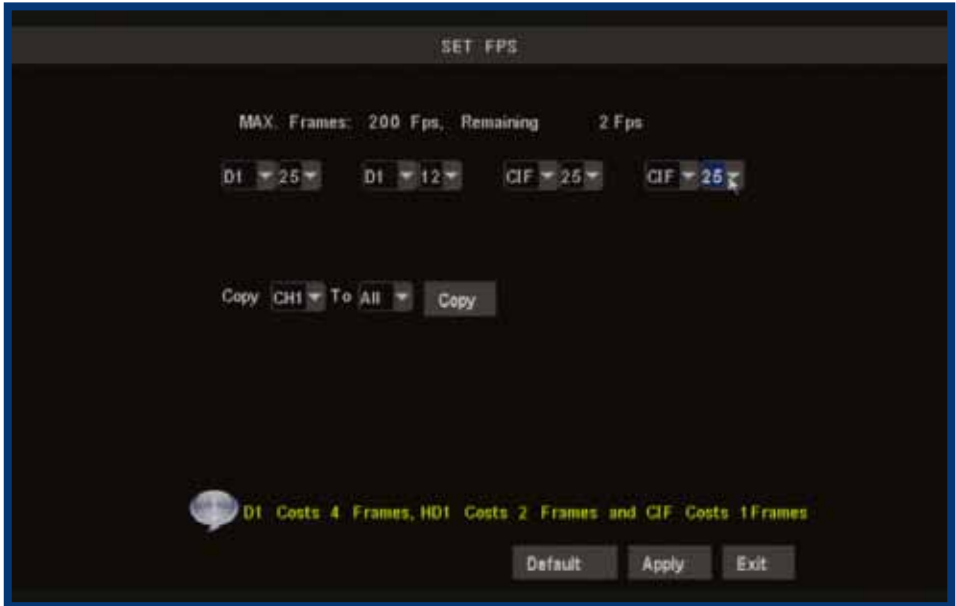 SET FPS
MAX. Frames: 200 Fps, Remaining 2 Fps
D1 25 D1 12 CIF 25 CIF 25
Copy CH1 To All Copy
D1 Costs 4 Frames, HD1 Costs 2 Frames and CIF Costs 1Frames
Default Apply Exit